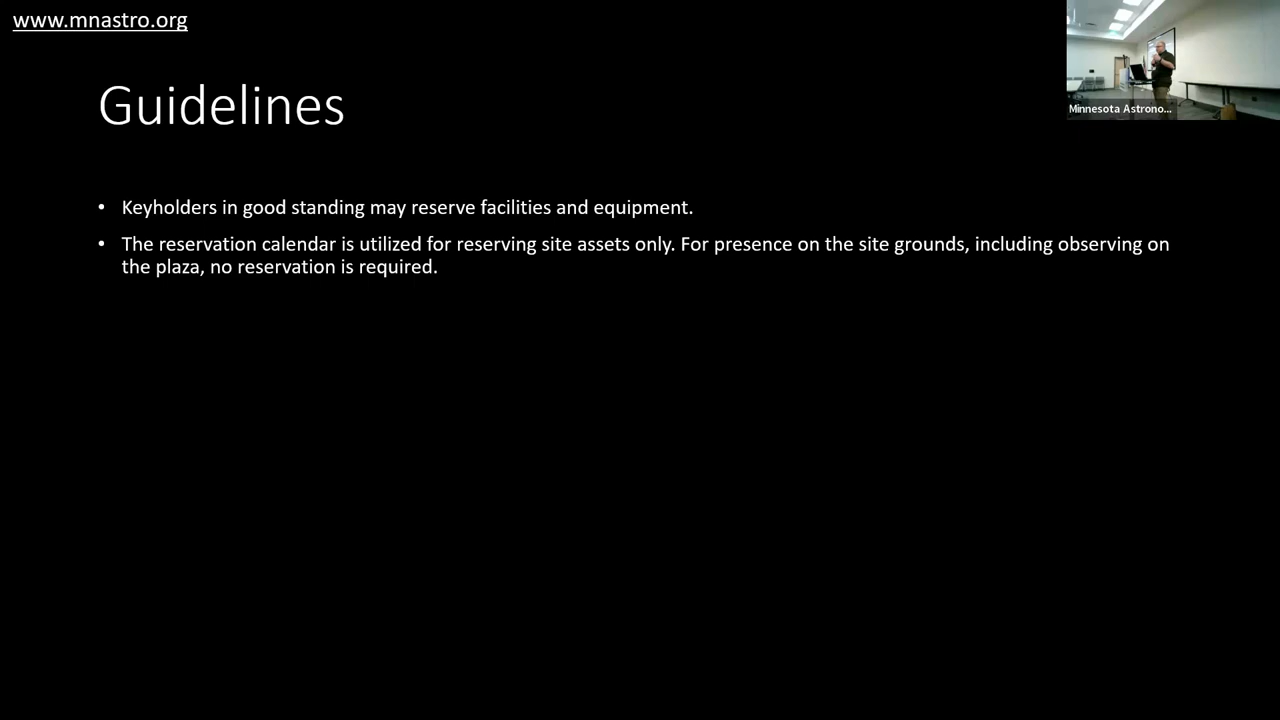 www.mnastro.org
Minnesota Astrono...
Guidelines
• Keyholders in good standing may reserve facilities and equipment.
• The reservation calendar is utilized for reserving site assets only. For presence on the site grounds, including observing on
the plaza, no reservation is required.